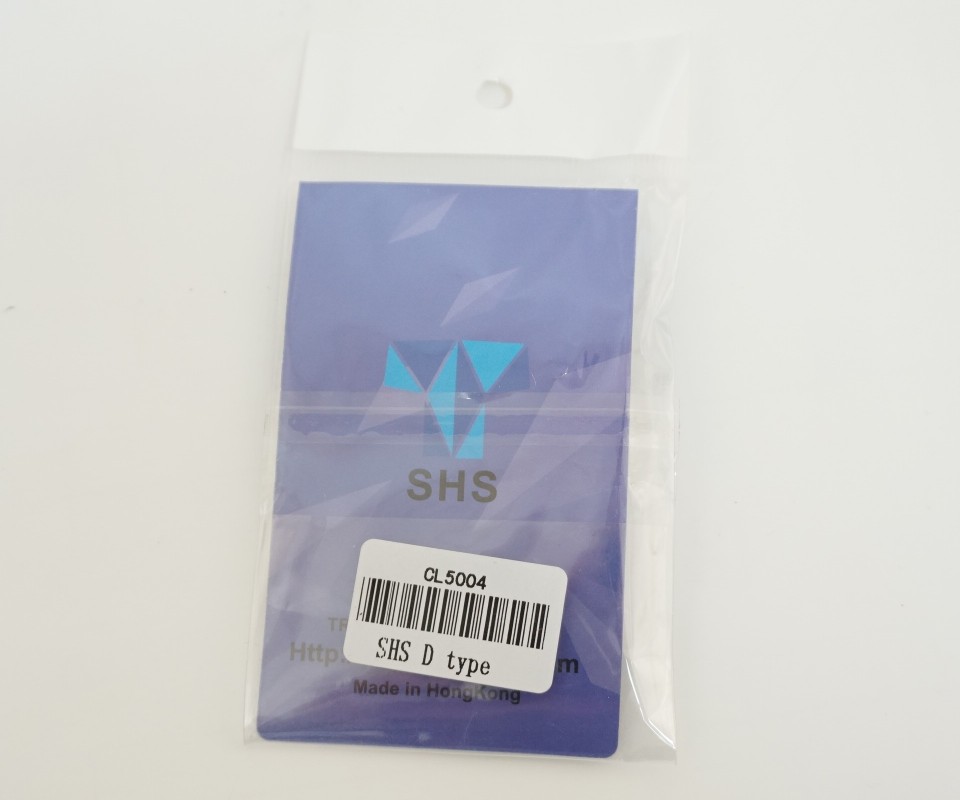 SHS
CL5004
SHS D type
Made in HongKong